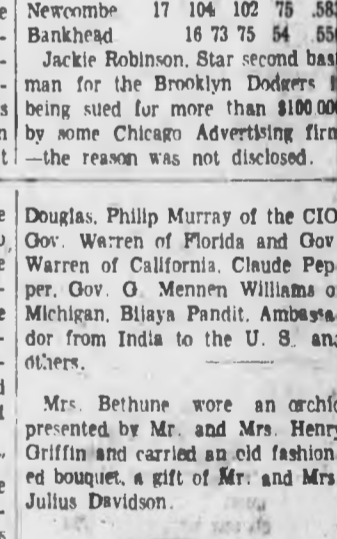 Newcombe 17 104 102 75 .58
Bankhead 16 73 75 54 .55
Jackie Robinson, Star second bas
man for the Brooklyn Dodgers
being sued for more than $100 000
by some Chicago Advertising firm
—the reason was not disclosed.
Douglas, Philip Murray of the CIO
Gov. Warren of Florida and Gov
Warren of California, Claude Pep
per, Gov. G. Mennen Williams o
Michigan, Bijaya Pandit, Ambassa
dor from India to the U. S. an
others.
Mrs. Bethune wore an orchid
presented by Mr. and Mrs. Henry
Griffin and carried an old fashion
ed bouquet, a gift of Mr. and Mrs
Julius Davidson.